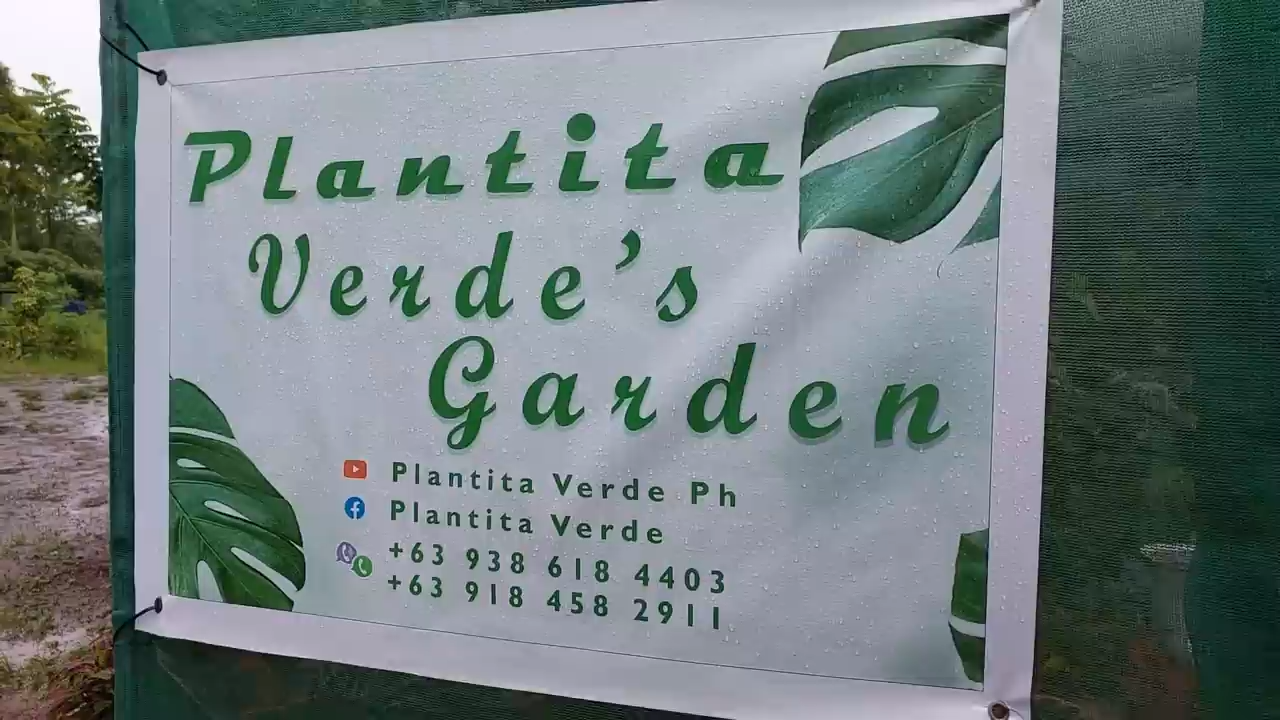 Plantita
Verde's
Garden
Plantita Verde Ph
Plantita Verde
+63 938 618 4403
+63 918 458 2911